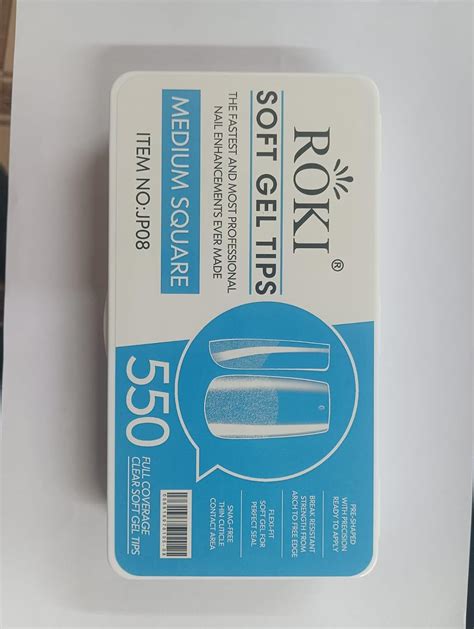 ROKI ®
SOFT GEL TIPS
THE FASTEST AND MOST PROFESSIONAL
NAIL ENHANCEMENTS EVER MADE
MEDIUM SQUARE
ITEM NO:JP08
PRE-SHAPED
WITH PRECISION
READY TO APPLY
BREAK RESISTANT
STRENGTH FROM
ARCH TO FREE EDGE
FLEXI-FIT
SOFT GEL FOR
PERFECT SEAL
SNAG-FREE
THIN CUTICLE
CONTACT AREA
550
FULL COVERAGE
CLEAR SOFT GEL TIPS